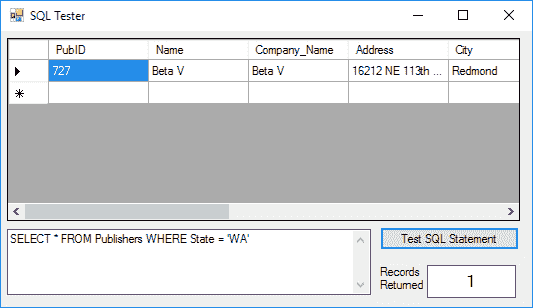 SQL Tester
PubID Name Company_Name Address City
727 Beta V Beta V 16212 NE 113th ... Redmond
SELECT * FROM Publishers WHERE State = 'WA'
Test SQL Statement
Records
Returned
1